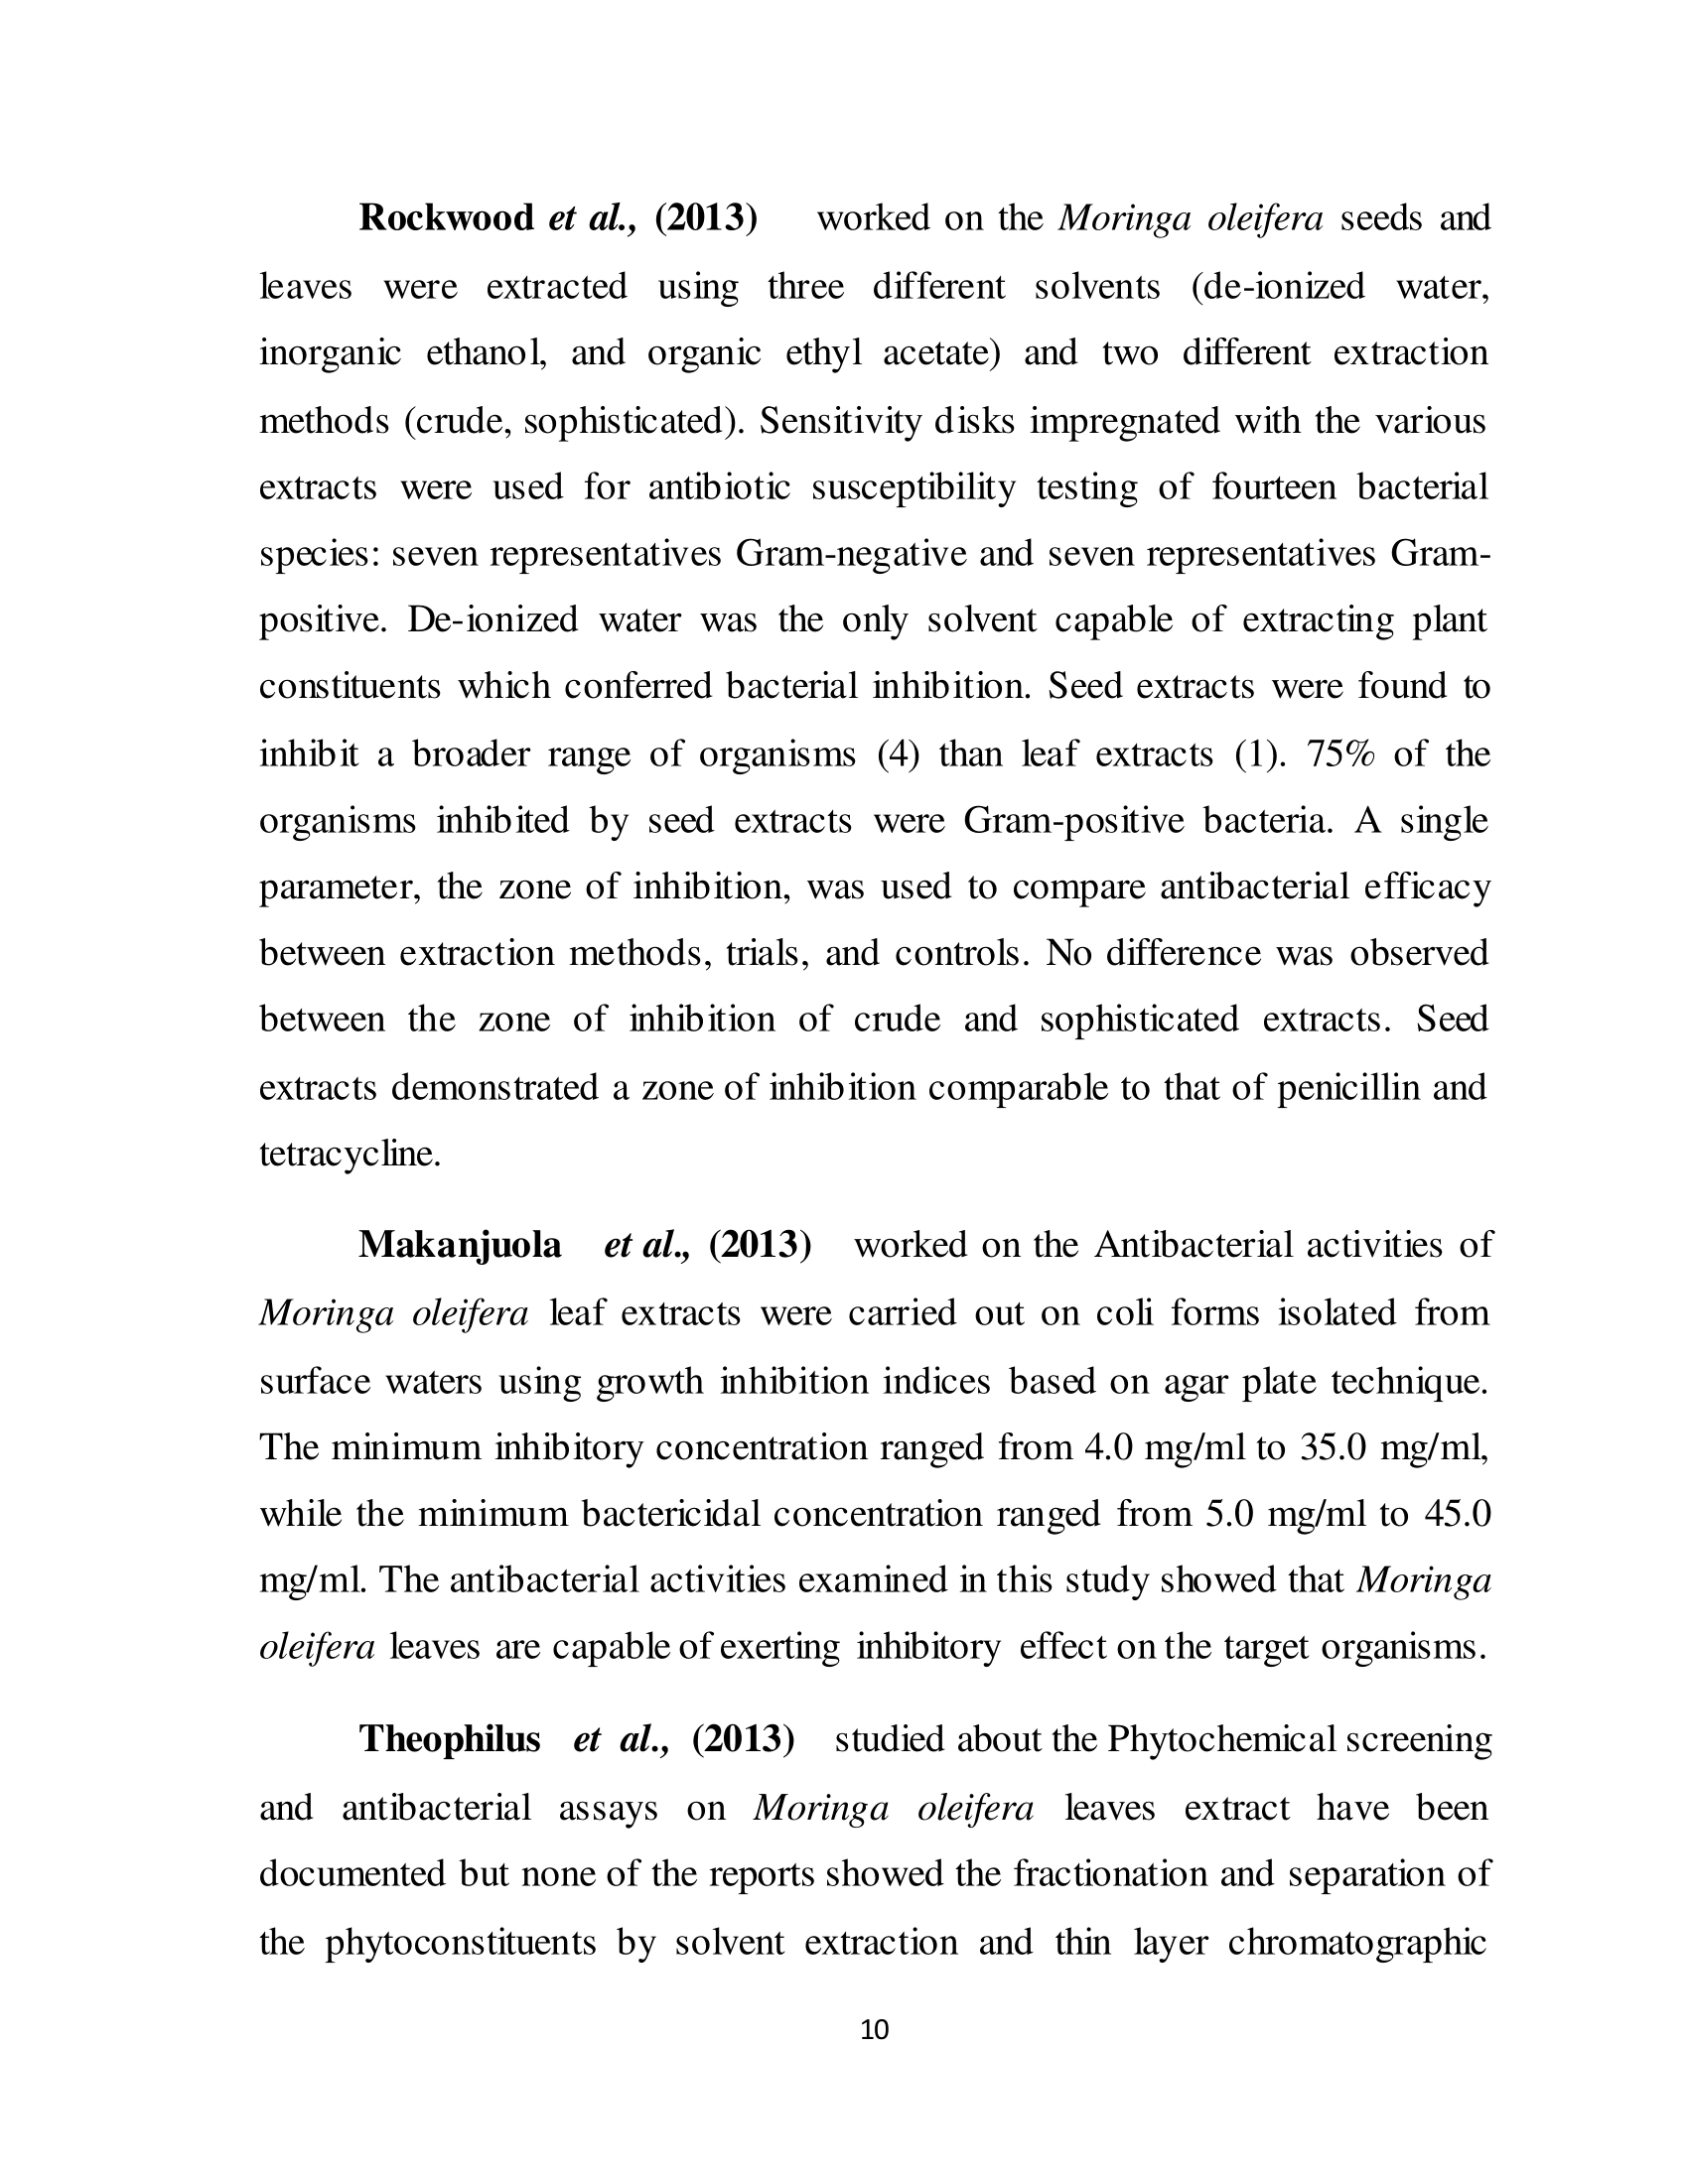 Rockwood et al., (2013) worked on the Moringa oleifera seeds and
leaves were extracted using three different solvents (de-ionized water,
inorganic ethanol, and organic ethyl acetate) and two different extraction
methods (crude, sophisticated). Sensitivity disks impregnated with the various
extracts were used for antibiotic susceptibility testing of fourteen bacterial
species: seven representatives Gram-negative and seven representatives Gram-
positive. De-ionized water was the only solvent capable of extracting plant
constituents which conferred bacterial inhibition. Seed extracts were found to
inhibit a broader range of organisms (4) than leaf extracts (1). 75% of the
organisms inhibited by seed extracts were Gram-positive bacteria. A single
parameter, the zone of inhibition, was used to compare antibacterial efficacy
between extraction methods, trials, and controls. No difference was observed
between the zone of inhibition of crude and sophisticated extracts. Seed
extracts demonstrated a zone of inhibition comparable to that of penicillin and
tetracycline.
Makanjuola et al., (2013) worked on the Antibacterial activities of
Moringa oleifera leaf extracts were carried out on coli forms isolated from
surface waters using growth inhibition indices based on agar plate technique.
The minimum inhibitory concentration ranged from 4.0 mg/ml to 35.0 mg/ml,
while the minimum bactericidal concentration ranged from 5.0 mg/ml to 45.0
mg/ml. The antibacterial activities examined in this study showed that Moringa
oleifera leaves are capable of exerting inhibitory effect on the target organisms.
Theophilus et al., (2013) studied about the Phytochemical screening
and antibacterial assays on Moringa oleifera leaves extract have been
documented but none of the reports showed the fractionation and separation of
the phytoconstituents by solvent extraction and thin layer chromatographic
10